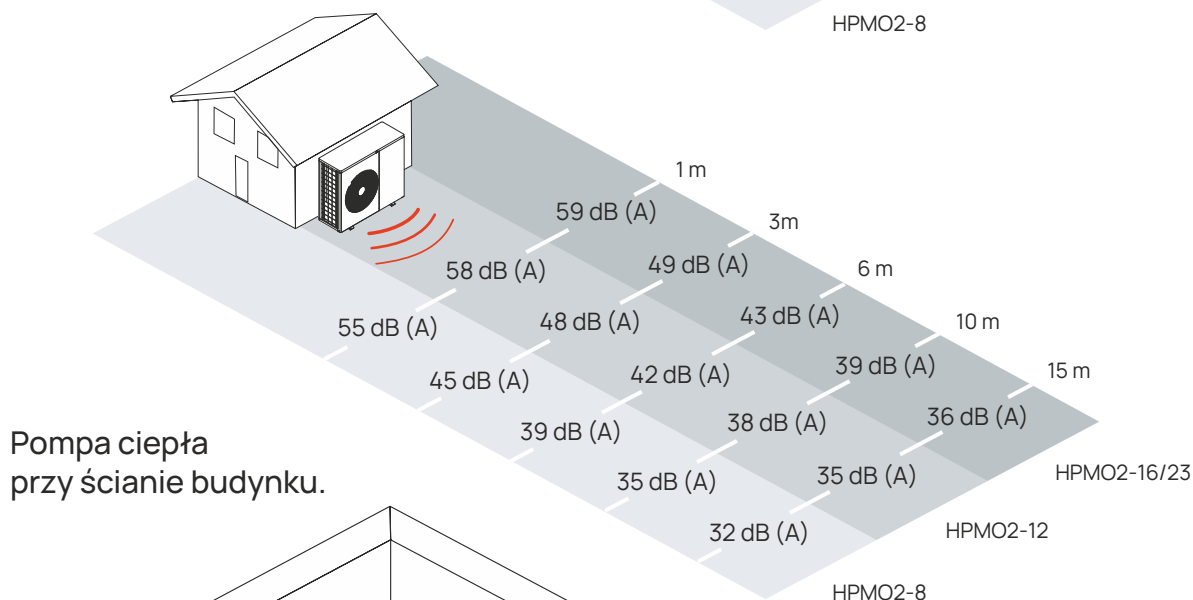 HPMO2-8
1 m
59 dB (A)
3m
58 dB (A)
49 dB (A)
6 m
55 dB (A)
48 dB (A)
43 dB (A)
10 m
45 dB (A)
42 dB (A)
39 dB (A)
15 m
39 dB (A)
38 dB (A)
36 dB (A)
Pompa ciepła
przy ścianie budynku.
35 dB (A)
35 dB (A)
HPMO2-16/23
32 dB (A)
HPMO2-12
HPMO2-8